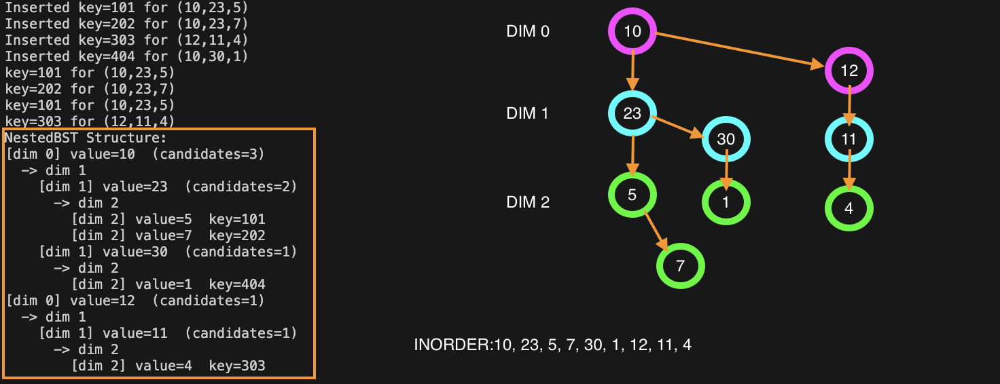 Inserted key=101 for (10,23,5)
Inserted key=202 for (10,23,7)
Inserted key=303 for (12,11,4)
Inserted key=404 for (10,30,1)
key=101 for (10,23,5)
key=202 for (10,23,7)
key=101 for (10,23,5)
key=303 for (12,11,4)
NestedBST Structure:
[dim 0] value=10  (candidates=3)
  -> dim 1
    [dim 1] value=23  (candidates=2)
      -> dim 2
        [dim 2] value=5  key=101
        [dim 2] value=7  key=202
    [dim 1] value=30  (candidates=1)
      -> dim 2
        [dim 2] value=1  key=404
[dim 0] value=12  (candidates=1)
  -> dim 1
    [dim 1] value=11  (candidates=1)
      -> dim 2
        [dim 2] value=4  key=303
DIM 0
10
12
DIM 1
23
30
11
DIM 2
5
1
4
7
INORDER:10, 23, 5, 7, 30, 1, 12, 11, 4